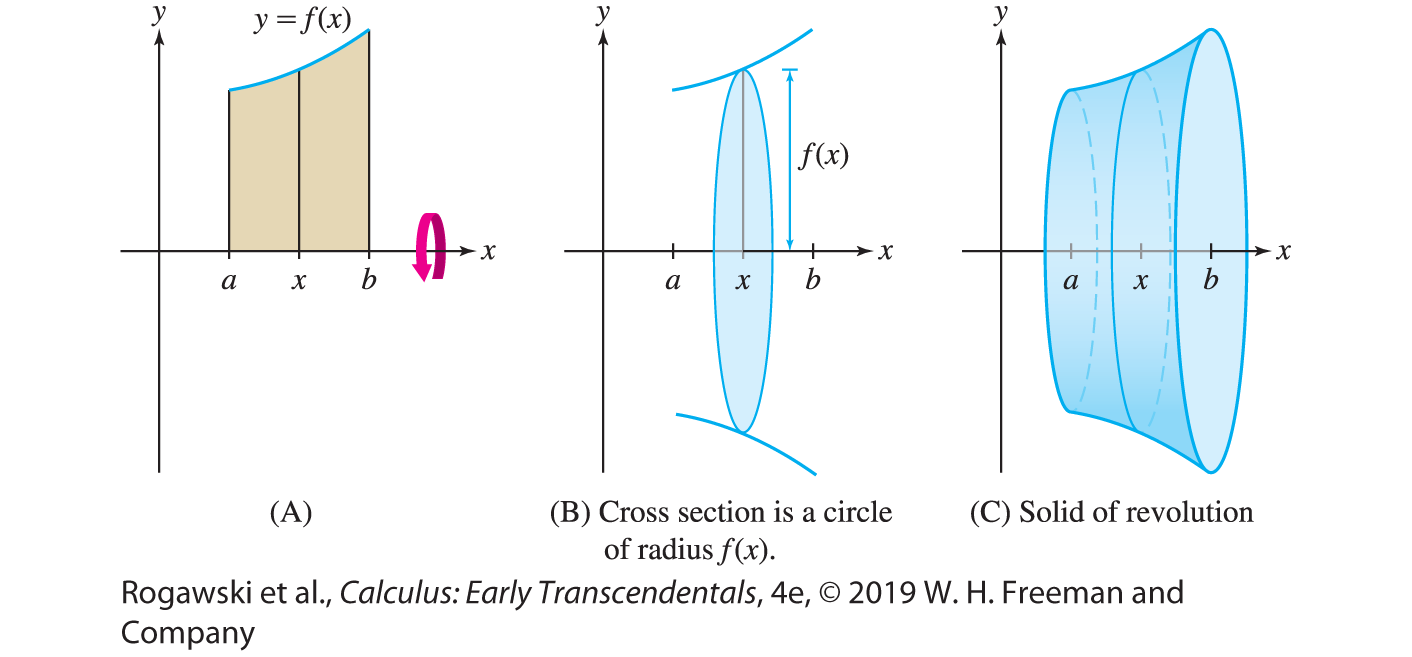 y
y = f(x)
a
x
b
x
(A)
y
f(x)
a
x
b
x
(B) Cross section is a circle
of radius f(x).
y
a
x
b
x
(C) Solid of revolution
Rogawski et al., Calculus: Early Transcendentals, 4e, © 2019 W. H. Freeman and
Company